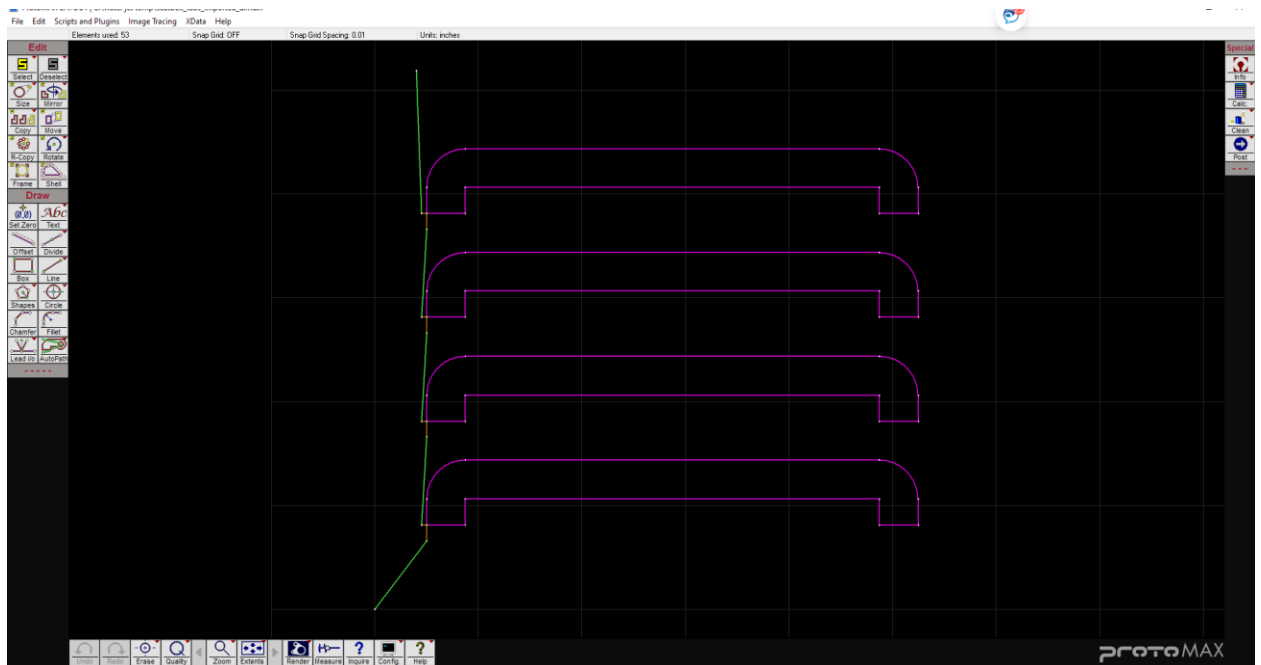 File Edit Scripts and Plugins Image Tracing XData Help
Elements used: 53 Snap Grid: OFF Snap Grid Spacing: 0.01 Units: inches
Edit
Select Deselect
Size Mirror
Copy Move
R-Copy Rotate
Frame Shell
Draw
(0,0) Abc
Set Zero Text
Offset Divide
Box Line
Shapes Circle
Chamfer Fillet
Lead I/o AutoPath
Special
Info
Calc.
Clean
Post
Undo Redo Erase Quality Zoom Extents Render Measure Inquire Config. Help
PROTOMAX